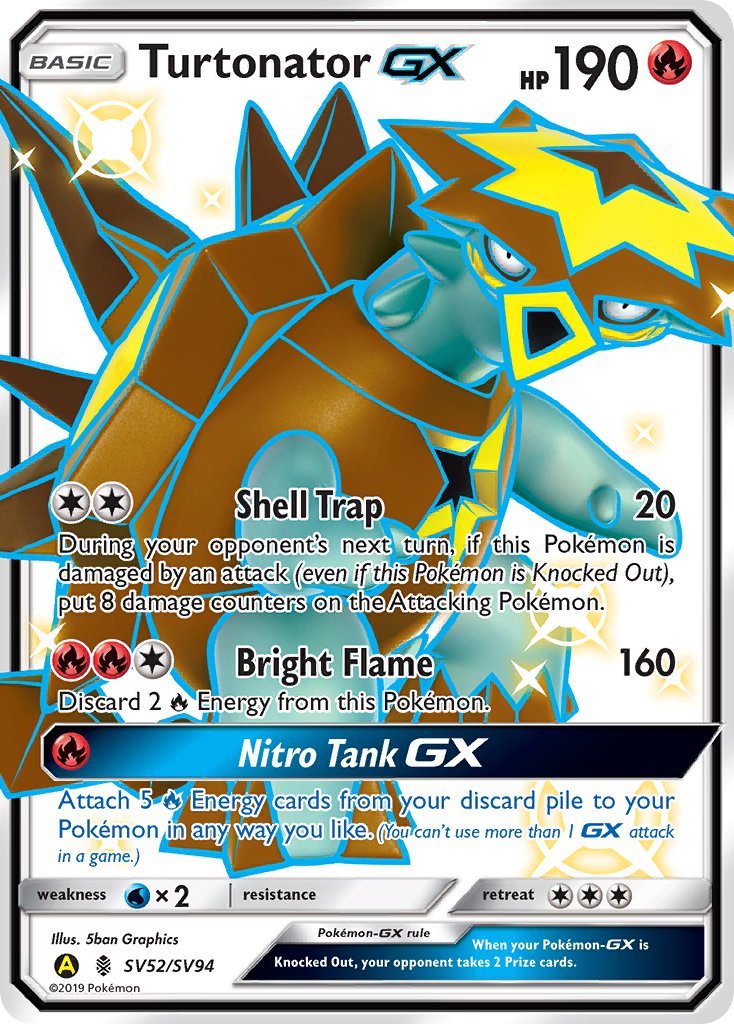 BASIC Turtonator GX HP 190
Shell Trap 20
During your opponent's next turn, if this Pokémon is
damaged by an attack (even if this Pokémon is Knocked Out),
put 8 damage counters on the Attacking Pokémon.
Bright Flame 160
Discard 2 Energy from this Pokémon.
Nitro Tank GX
Attach 5 Energy cards from your discard pile to your
Pokémon in any way you like. (You can't use more than 1 GX attack
in a game.)
weakness ×2 resistance retreat
Illus. 5ban Graphics
Pokémon-GX rule
When your Pokémon-GX is
Knocked Out, your opponent takes 2 Prize cards.
A SV52/SV94
©2019 Pokémon